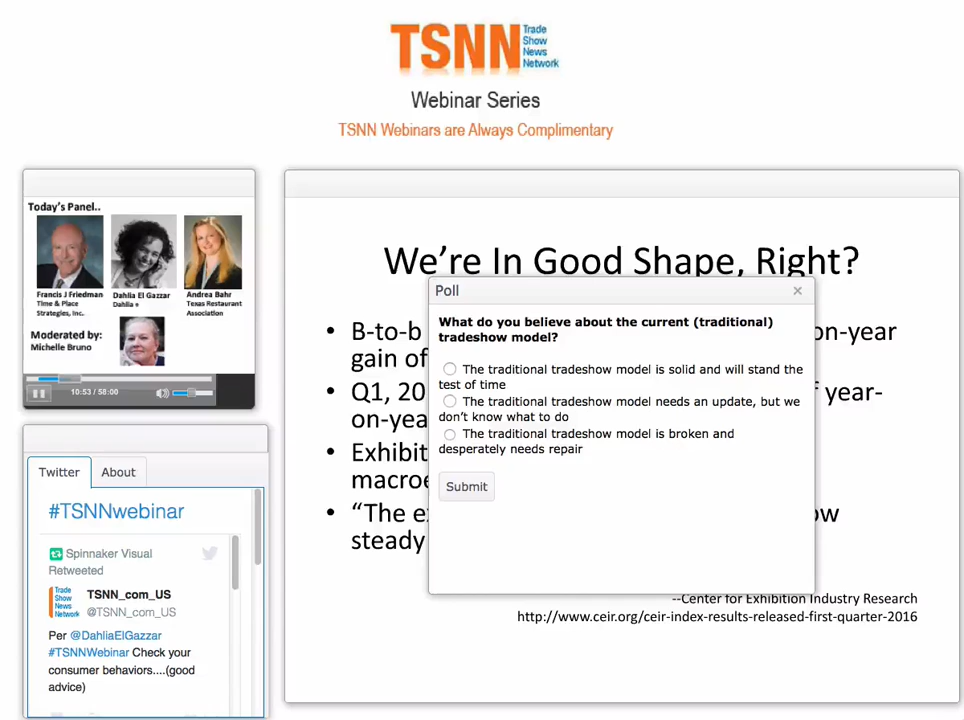 TSNN
Trade
Show
News
Network
Webinar Series
TSNN Webinars are Always Complimentary
Today's Panel..
Francis J Friedman
Time & Place
Strategies, Inc.
Dahlia El Gazzar
Dahlia +
Andrea Bahr
Texas Restaurant
Association
Moderated by:
Michelle Bruno
10:53 / 58:00
Twitter
About
#TSNNwebinar
Spinnaker Visual
Retweeted
Trade
Show
News
Network
TSNN_com_US
@TSNN_com_US
Per @DahliaElGazzar
#TSNNWebinar Check your
consumer behaviors....(good
advice)
We're In Good Shape, Right?
• B-to-b on-year
gain of
• Q1, 20 f year-
on-yea
• Exhibit
macroe
• “The e ow
steady
--Center for Exhibition Industry Research
http://www.ceir.org/ceir-index-results-released-first-quarter-2016
Poll
×
What do you believe about the current (traditional)
tradeshow model?
The traditional tradeshow model is solid and will stand the
test of time
The traditional tradeshow model needs an update, but we
don’t know what to do
The traditional tradeshow model is broken and
desperately needs repair
Submit